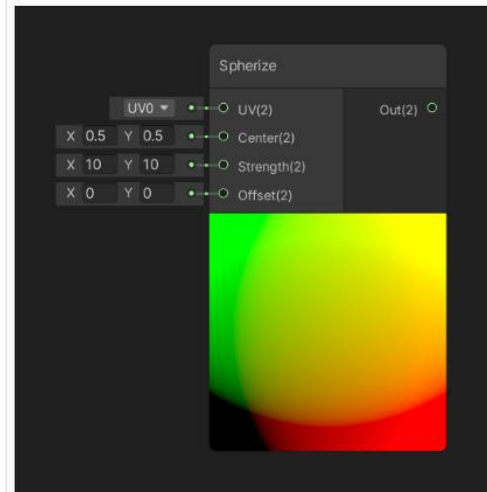 Spherize
UV0 UV(2) Out(2)
X 0.5 Y 0.5 Center(2)
X 10 Y 10 Strength(2)
X 0 Y 0 Offset(2)